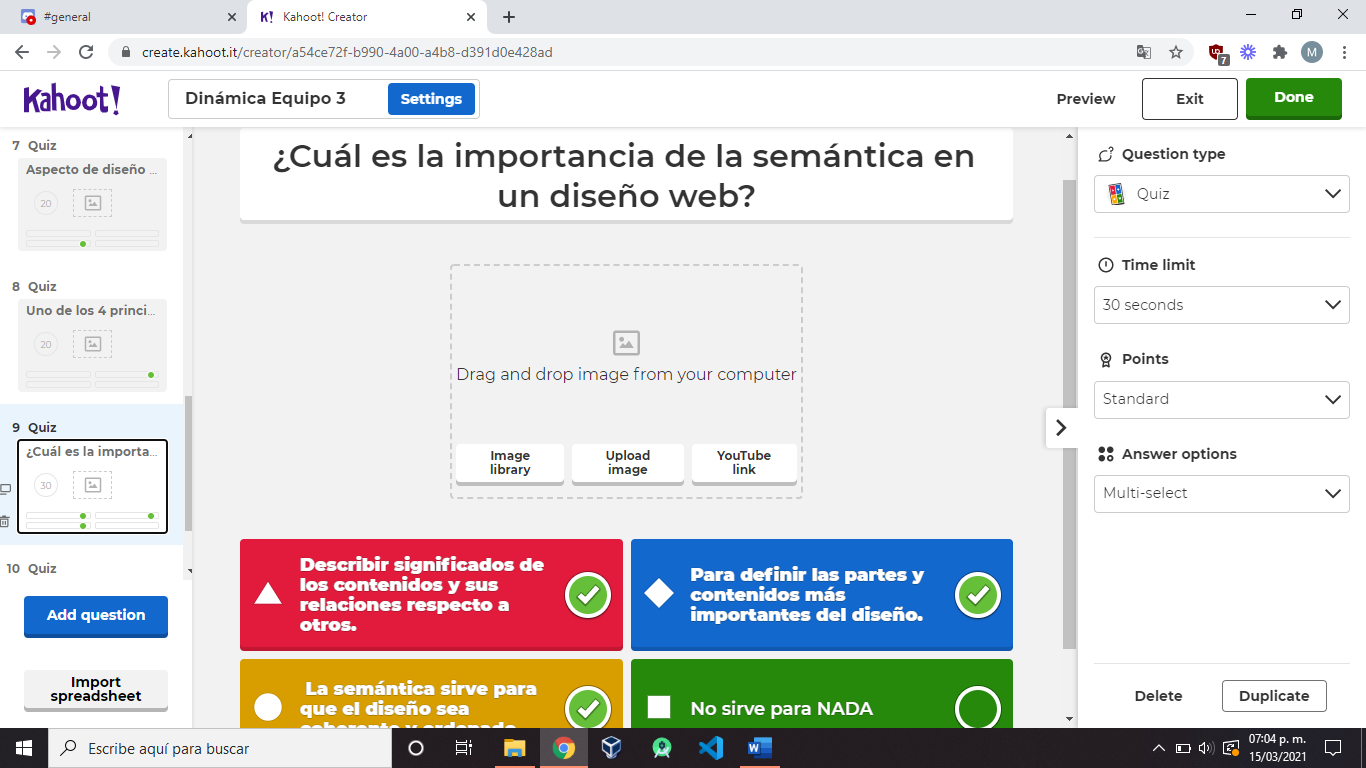 #general
Kahoot! Creator
create.kahoot.it/creator/a54ce72f-b990-4a00-a4b8-d391d0e428ad
7
M
Kahoot!
Dinámica Equipo 3
Settings
Preview
Exit
Done
7 Quiz
Aspecto de diseño ...
20
8 Quiz
Uno de los 4 princi...
20
9 Quiz
¿Cuál es la importa...
30
10 Quiz
Add question
Import
spreadsheet
¿Cuál es la importancia de la semántica en
un diseño web?
Drag and drop image from your computer
Image
library
Upload
image
YouTube
link
Describir significados de
los contenidos y sus
relaciones respecto a
otros.
Para definir las partes y
contenidos más
importantes del diseño.
La semántica sirve para
que el diseño sea
coherente y ordenado
No sirve para NADA
Question type
Quiz
Time limit
30 seconds
Points
Standard
Answer options
Multi-select
Delete
Duplicate
Escribe aquí para buscar
07:04 p. m.
15/03/2021